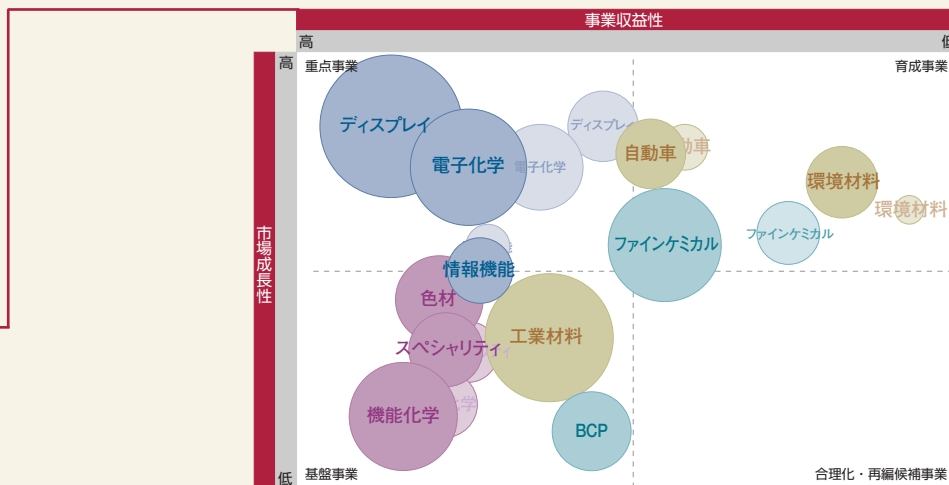 事業収益性
高
低
高
重点事業
育成事業
ディスプレイ
ディスプレイ
電子化学
電子化学
自動車
環境材料
環境材料
ファインケミカル
ファインケミカル
市場成長性
情報機能
色材
工業材料
スペシャリティ
機能化学
BCP
低
基盤事業
合理化・再編候補事業